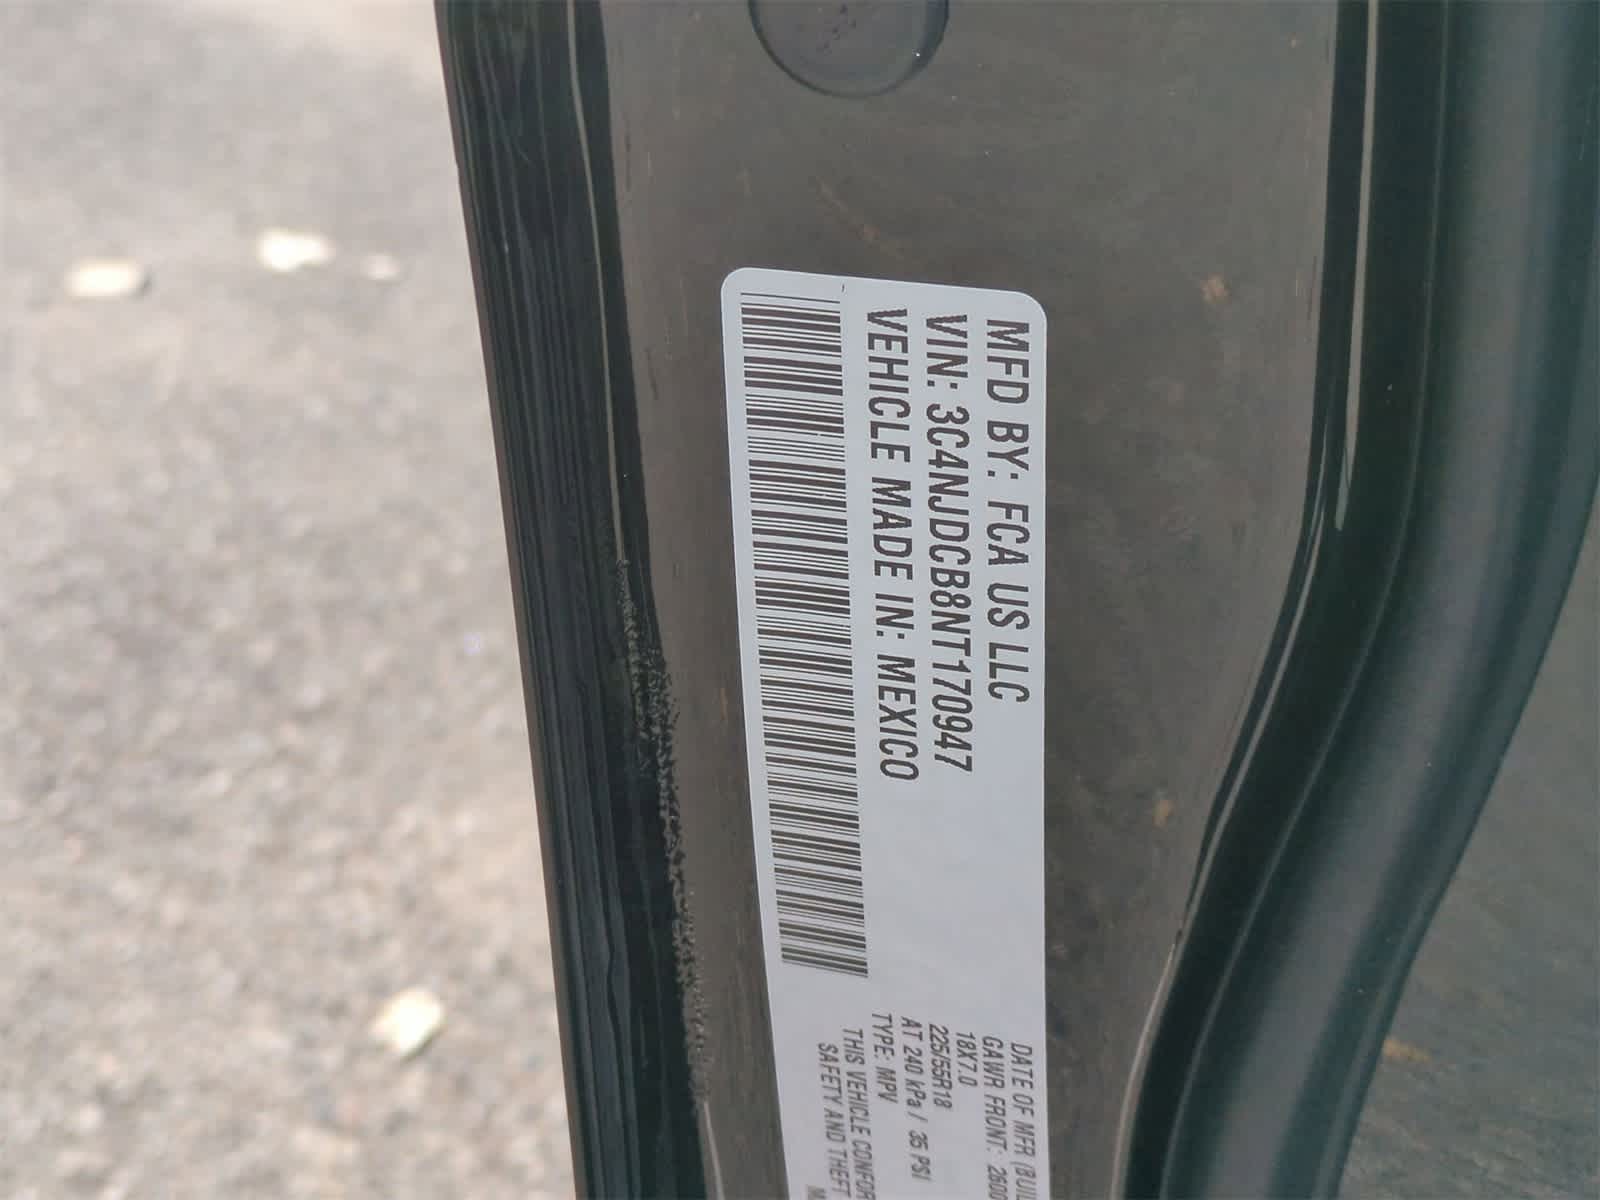 MFD BY: FCA US LLC
VIN: 3C4NJDCB8NT170947
VEHICLE MADE IN: MEXICO
DATE OF MFR
GAWR FRONT:
18X7.0
225/55R18
AT 240 kPa / 35 PSI
TYPE: MPV
THIS VEHICLE
SAFETY AND THEFT